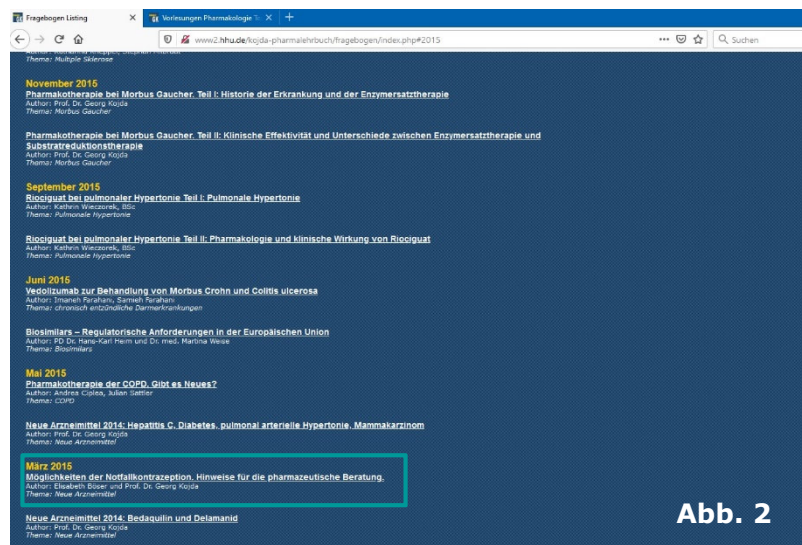 Fragebogen Listing
Vorlesungen Pharmakologie
www2.hhu.de/kojda-pharmalehrbuch/fragebogen/index.php#2015
Suchen
Thema: Multiple Sklerose
November 2015
Pharmakotherapie bei Morbus Gaucher. Teil I: Historie der Erkrankung und der Enzymersatztherapie
Author: Prof. Dr. Georg Kojda
Thema: Morbus Gaucher
Pharmakotherapie bei Morbus Gaucher. Teil II: Klinische Effektivität und Unterschiede zwischen Enzymersatztherapie und
Substratreduktionstherapie
Author: Prof. Dr. Georg Kojda
Thema: Morbus Gaucher
September 2015
Riociguat bei pulmonaler Hypertonie Teil I: Pulmonale Hypertonie
Author: Kathrin Wieczorek, BSc
Thema: Pulmonale Hypertonie
Riociguat bei pulmonaler Hypertonie Teil II: Pharmakologie und klinische Wirkung von Riociguat
Author: Kathrin Wieczorek, BSc
Thema: Pulmonale Hypertonie
Juni 2015
Vedolizumab zur Behandlung von Morbus Crohn und Colitis ulcerosa
Author: Imaneh Farahani, Samieh Farahani
Thema: chronisch entzündliche Darmerkrankungen
Biosimilars – Regulatorische Anforderungen in der Europäischen Union
Author: PD Dr. Hans-Karl Heim und Dr. med. Martina Weise
Thema: Biosimilars
Mai 2015
Pharmakotherapie der COPD. Gibt es Neues?
Author: Andrea Ciplea, Julian Sattler
Thema: COPD
Neue Arzneimittel 2014: Hepatitis C, Diabetes, pulmonal arterielle Hypertonie, Mammakarzinom
Author: Prof. Dr. Georg Kojda
Thema: Neue Arzneimittel
März 2015
Möglichkeiten der Notfallkontrazeption. Hinweise für die pharmazeutische Beratung.
Author: Elisabeth Böser und Prof. Dr. Georg Kojda
Thema: Neue Arzneimittel
Neue Arzneimittel 2014: Bedaquilin und Delamanid
Author: Prof. Dr. Georg Kojda
Thema: Neue Arzneimittel
Abb. 2